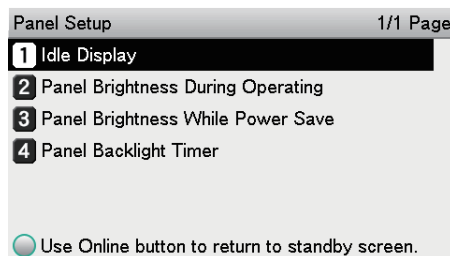 Panel Setup 1/1 Page
1 Idle Display
2 Panel Brightness During Operating
3 Panel Brightness While Power Save
4 Panel Backlight Timer
Use Online button to return to standby screen.